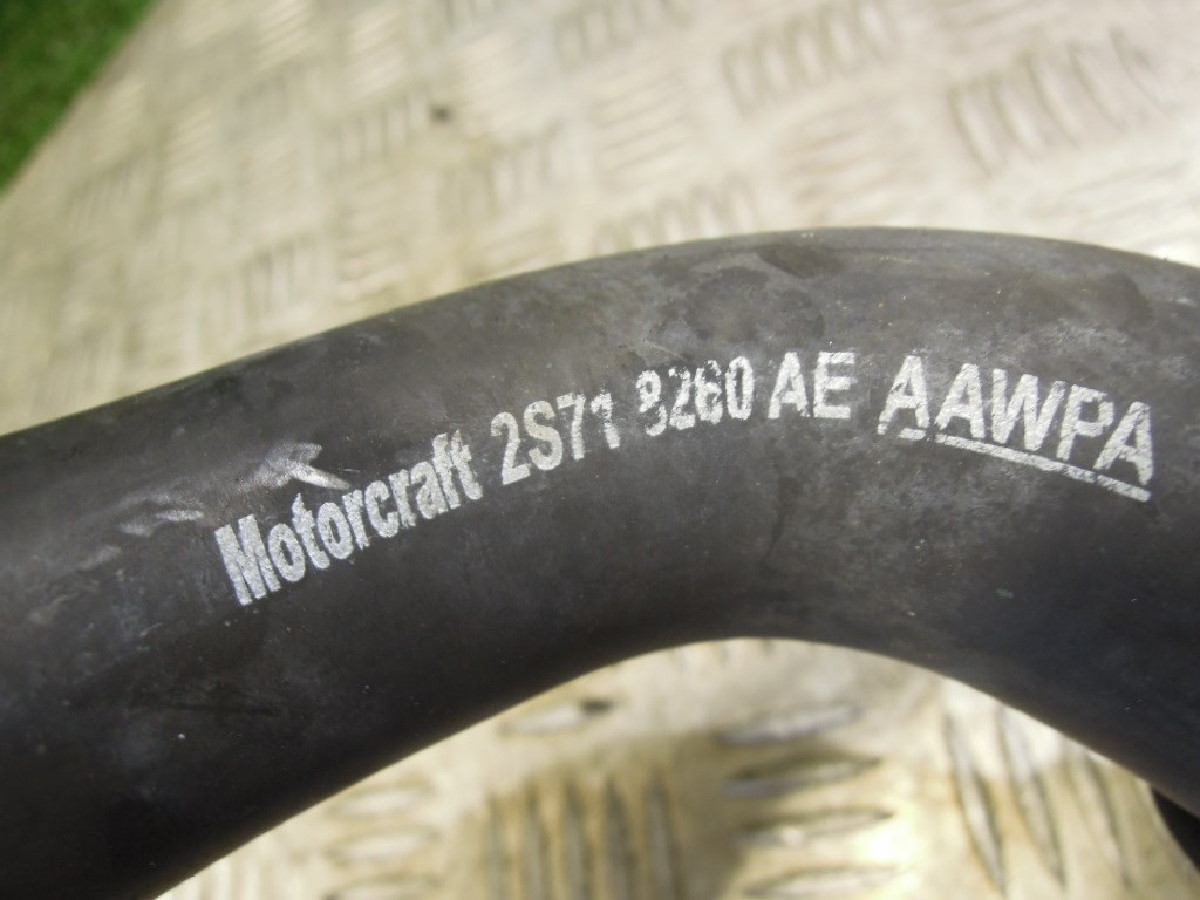 Motorcraft 2S71 8260 AE AAWPA